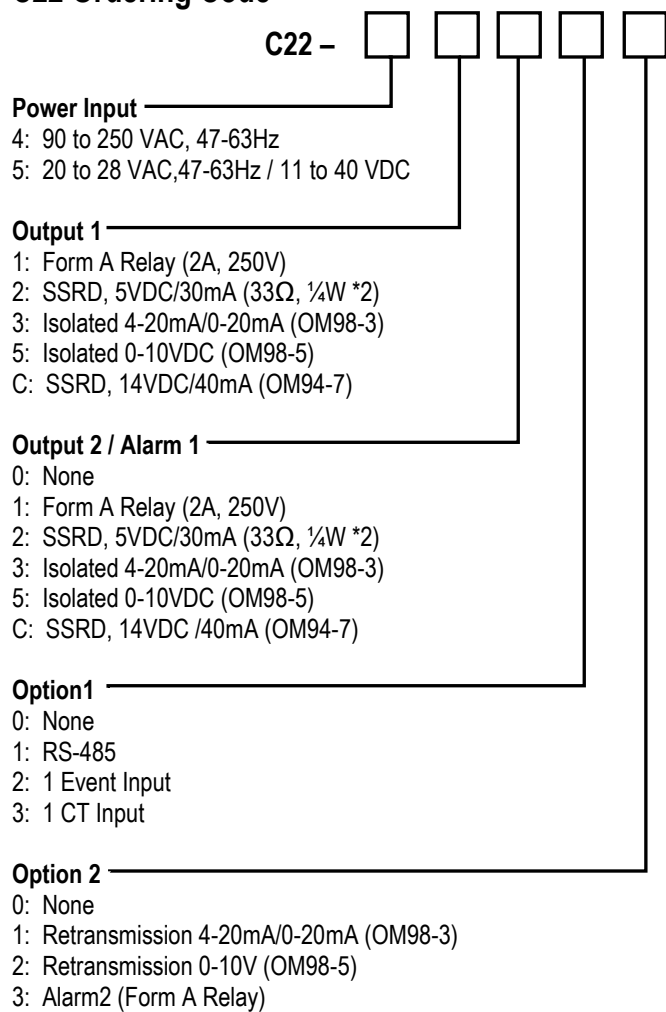 C22 Ordering Code
C22 –
Power Input
4: 90 to 250 VAC, 47-63Hz
5: 20 to 28 VAC,47-63Hz / 11 to 40 VDC
Output 1
1: Form A Relay (2A, 250V)
2: SSRD, 5VDC/30mA (33Ω, ¼W *2)
3: Isolated 4-20mA/0-20mA (OM98-3)
5: Isolated 0-10VDC (OM98-5)
C: SSRD, 14VDC/40mA (OM94-7)
Output 2 / Alarm 1
0: None
1: Form A Relay (2A, 250V)
2: SSRD, 5VDC/30mA (33Ω, ¼W *2)
3: Isolated 4-20mA/0-20mA (OM98-3)
5: Isolated 0-10VDC (OM98-5)
C: SSRD, 14VDC /40mA (OM94-7)
Option1
0: None
1: RS-485
2: 1 Event Input
3: 1 CT Input
Option 2
0: None
1: Retransmission 4-20mA/0-20mA (OM98-3)
2: Retransmission 0-10V (OM98-5)
3: Alarm2 (Form A Relay)